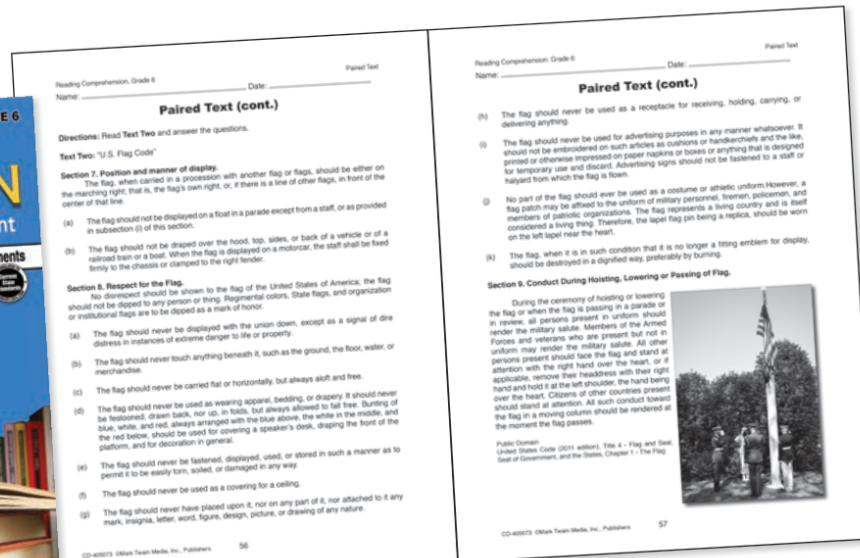 E 6
N
nt
nents
Reading Comprehension, Grade 6
Paired Text
Name: Date:
Paired Text (cont.)
Directions: Read Text Two and answer the questions.
Text Two: "U.S. Flag Code"
Section 7. Position and manner of display.
The flag, when carried in a procession with another flag or flags, should be either on
the marching right; that is, the flag's own right, or, if there is a line of other flags, in front of the
center of that line.
(a) The flag should not be displayed on a float in a parade except from a staff, or as provided
in subsection (i) of this section.
(b) The flag should not be draped over the hood, top, sides, or back of a vehicle or of a
railroad train or a boat. When the flag is displayed on a motorcar, the staff shall be fixed
firmly to the chassis or clamped to the right fender.
Section 8. Respect for the Flag.
No disrespect should be shown to the flag of the United States of America; the flag
should not be dipped to any person or thing. Regimental colors, State flags, and organization
or institutional flags are to be dipped as a mark of honor.
(a) The flag should never be displayed with the union down, except as a signal of dire
distress in instances of extreme danger to life or property.
(b) The flag should never touch anything beneath it, such as the ground, the floor, water, or
merchandise.
(c) The flag should never be carried flat or horizontally, but always aloft and free.
(d) The flag should never be used as wearing apparel, bedding, or drapery. It should never
be festooned, drawn back, nor up, in folds, but always allowed to fall free. Bunting of
blue, white, and red, always arranged with the blue above, the white in the middle, and
the red below, should be used for covering a speaker's desk, draping the front of the
platform, and for decoration in general.
(e) The flag should never be fastened, displayed, used, or stored in such a manner as to
permit it to be easily torn, soiled, or damaged in any way.
(f) The flag should never be used as a covering for a ceiling.
(g) The flag should never have placed upon it, nor on any part of it, nor attached to it any
mark, insignia, letter, word, figure, design, picture, or drawing of any nature.
CD-405073 ©Mark Twain Media, Inc., Publishers 56
Reading Comprehension: Grade 6
Paired Text
Name: Date:
Paired Text (cont.)
(h) The flag should never be used as a receptacle for receiving, holding, carrying, or
delivering anything.
(i) The flag should never be used for advertising purposes in any manner whatsoever. It
should not be embroidered on such articles as cushions or handkerchiefs and the like,
printed or otherwise impressed on paper napkins or boxes or anything that is designed
for temporary use and discard. Advertising signs should not be fastened to a staff or
halyard from which the flag is flown.
(j) No part of the flag should ever be used as a costume or athletic uniform.However, a
flag patch may be affixed to the uniform of military personnel, firemen, policemen, and
members of patriotic organizations. The flag represents a living country and is itself
considered a living thing. Therefore, the lapel flag pin being a replica, should be worn
on the left lapel near the heart.
(k) The flag, when it is in such condition that it is no longer a fitting emblem for display,
should be destroyed in a dignified way, preferably by burning.
Section 9. Conduct During Hoisting, Lowering or Passing of Flag.
During the ceremony of hoisting or lowering
the flag or when the flag is passing in a parade or
in review, all persons present in uniform should
render the military salute. Members of the Armed
Forces and veterans who are present but not in
uniform may render the military salute. All other
persons present should face the flag and stand at
attention with the right hand over the heart, or if
applicable, remove their headdress with their right
hand and hold it at the left shoulder, the hand being
over the heart. Citizens of other countries present
should stand at attention. All such conduct toward
the flag in a moving column should be rendered at
the moment the flag passes.
Public Domain
United States Code (2011 edition), Title 4 - Flag and Seal,
Seat of Government, and the States, Chapter 1 - The Flag
CD-405073 ©Mark Twain Media, Inc., Publishers 57